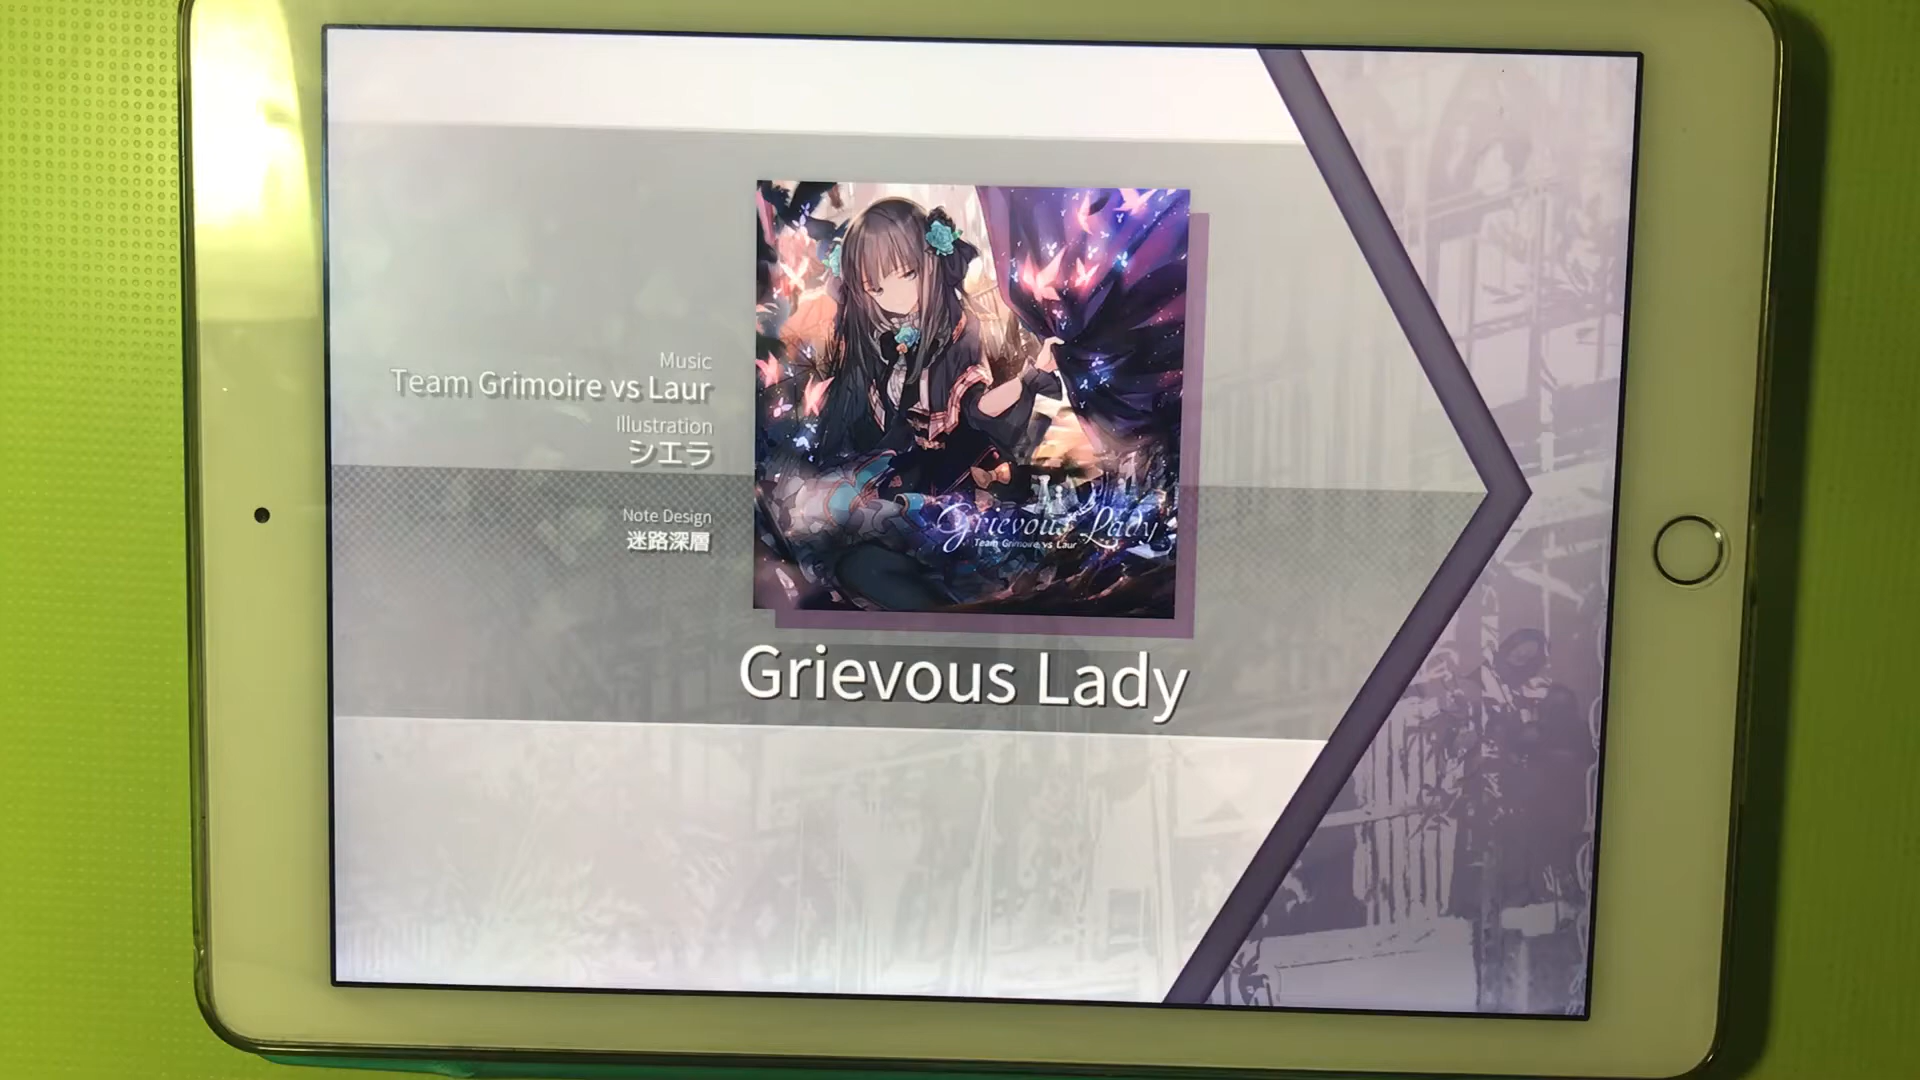 Music
Team Grimoire vs Laur
Illustration
シエラ
Note Design
迷路深層
Grievous Lady
Team Grimoire vs Laur
Grievous Lady